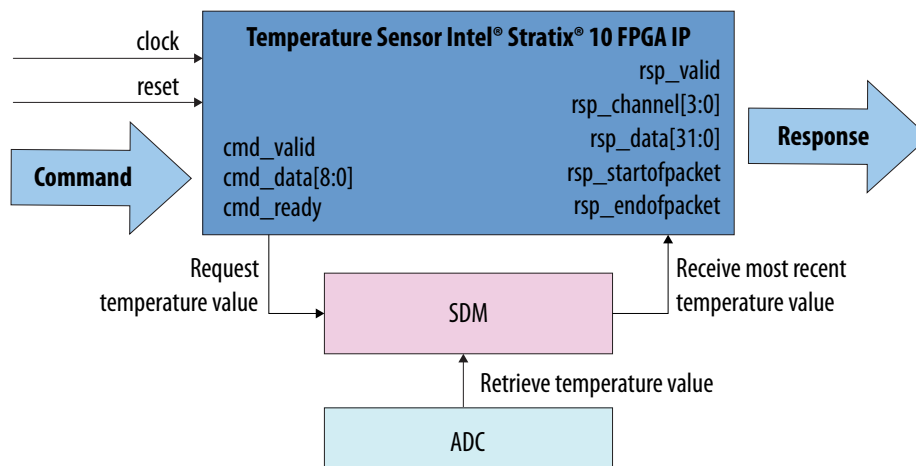 Temperature Sensor Intel® Stratix® 10 FPGA IP
clock
reset
Command
cmd_valid
cmd_data[8:0]
cmd_ready
rsp_valid
rsp_channel[3:0]
rsp_data[31:0]
rsp_startofpacket
rsp_endofpacket
Response
Request
temperature value
Receive most recent
temperature value
SDM
Retrieve temperature value
ADC